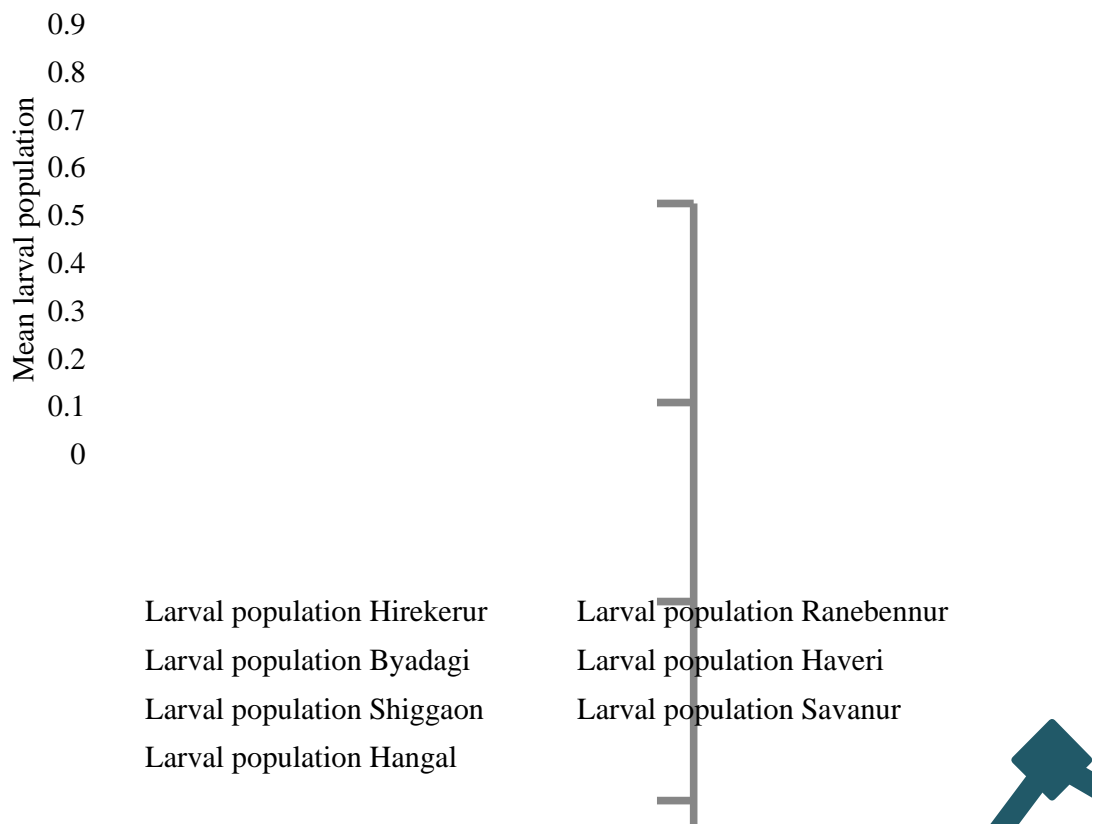 0.9
0.8
0.7
0.6
0.5
0.4
0.3
0.2
0.1
0
Mean larval population
Larval population Hirekerur Larval population Ranebennur
Larval population Byadagi Larval population Haveri
Larval population Shiggaon Larval population Savanur
Larval population Hangal